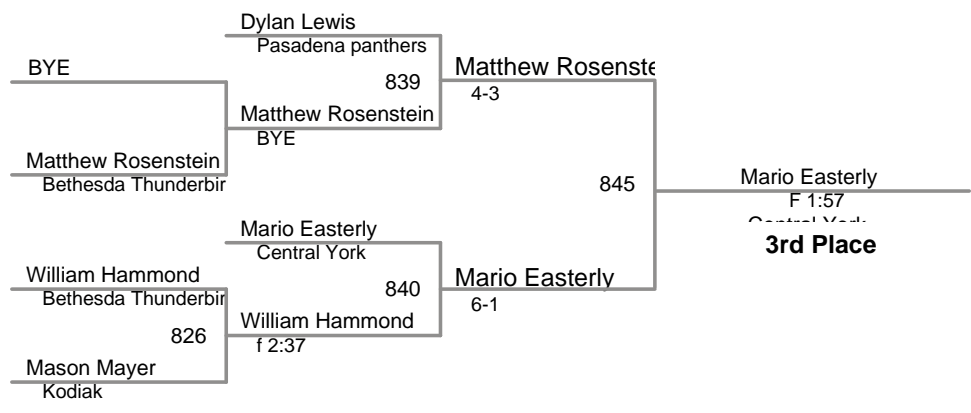 Dylan Lewis
Pasadena panthers
BYE
839
Matthew Rosenste
4-3
Matthew Rosenstein
BYE
Matthew Rosenstein
Bethesda Thunderbir
845
Mario Easterly
F 1:57
Central York
3rd Place
Mario Easterly
Central York
William Hammond
Bethesda Thunderbir
840
Mario Easterly
6-1
826
William Hammond
f 2:37
Mason Mayer
Kodiak